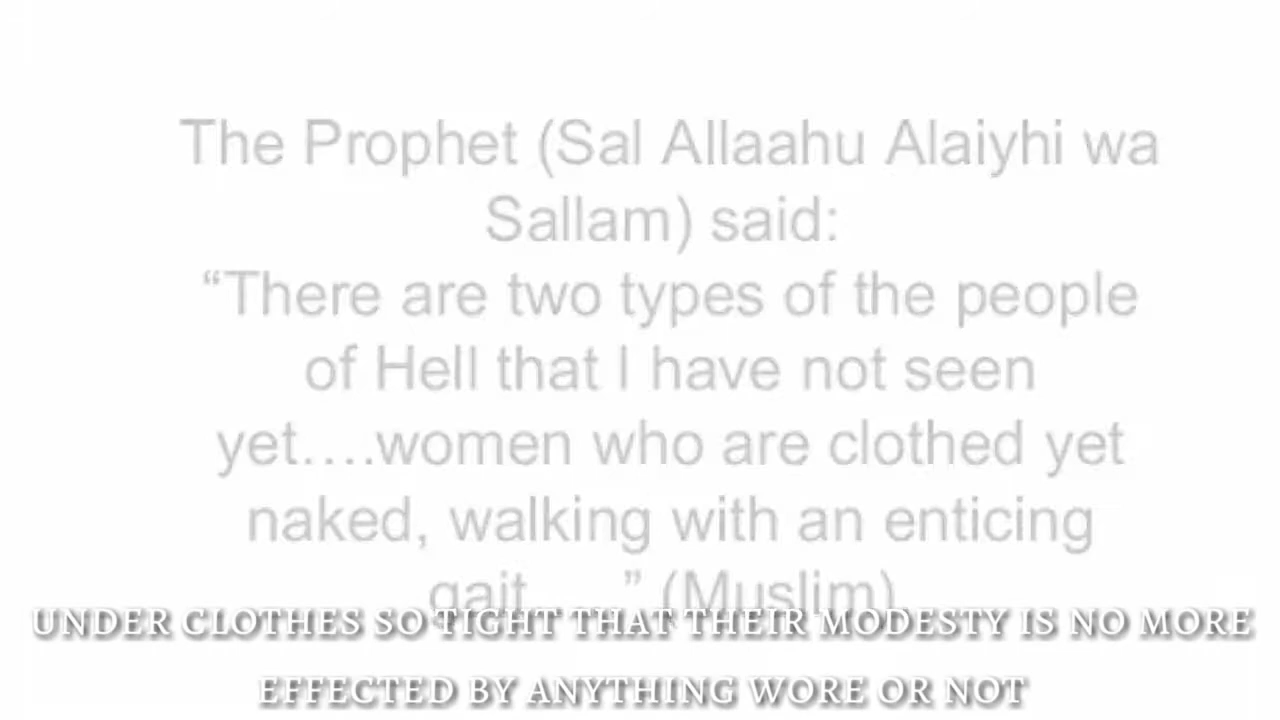 The Prophet (Sal Allaahu Alaiyhi wa
Sallam) said:
“There are two types of the people
of Hell that I have not seen
yet….women who are clothed yet
naked, walking with an enticing
gait……” (Muslim)
UNDER CLOTHES SO TIGHT THAT THEIR MODESTY IS NO MORE
EFFECTED BY ANYTHING WORE OR NOT